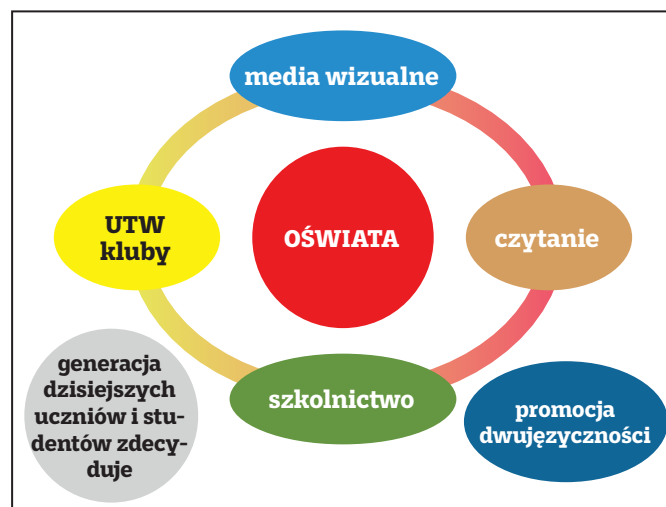 media wizualne
UTW
kluby
OŚWIATA
czytanie
szkolnictwo
generacja
dzisiejszych
uczniów i stu-
dentów zdecy-
duje
promocja
dwujęzyczności